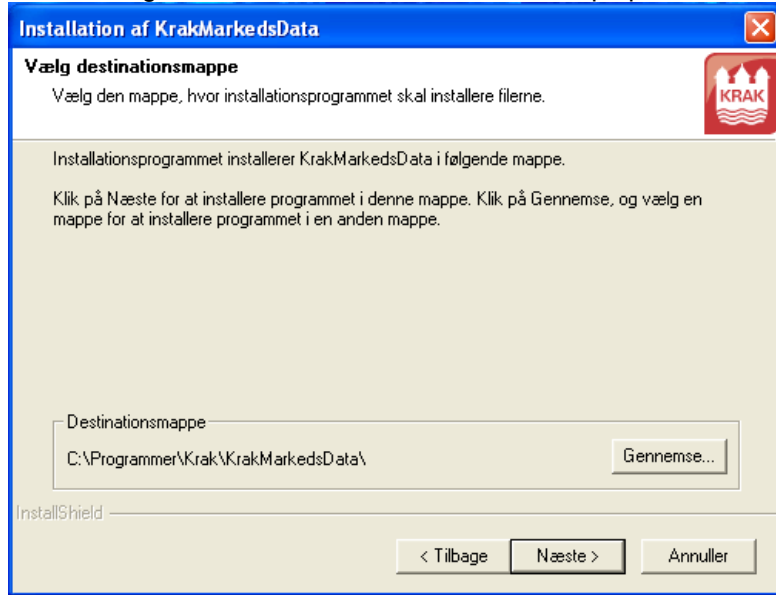 Installation af KrakMarkedsData
Vælg destinationsmappe
Vælg den mappe, hvor installationsprogrammet skal installere filerne.
KRAK
Installationsprogrammet installerer KrakMarkedsData i følgende mappe.
Klik på Næste for at installere programmet i denne mappe. Klik på Gennemse, og vælg en
mappe for at installere programmet i en anden mappe.
Destinationsmappe
C:\Programmer\Krak\KrakMarkedsData\
Gennemse...
InstallShield
< Tilbage
Næste >
Annuller